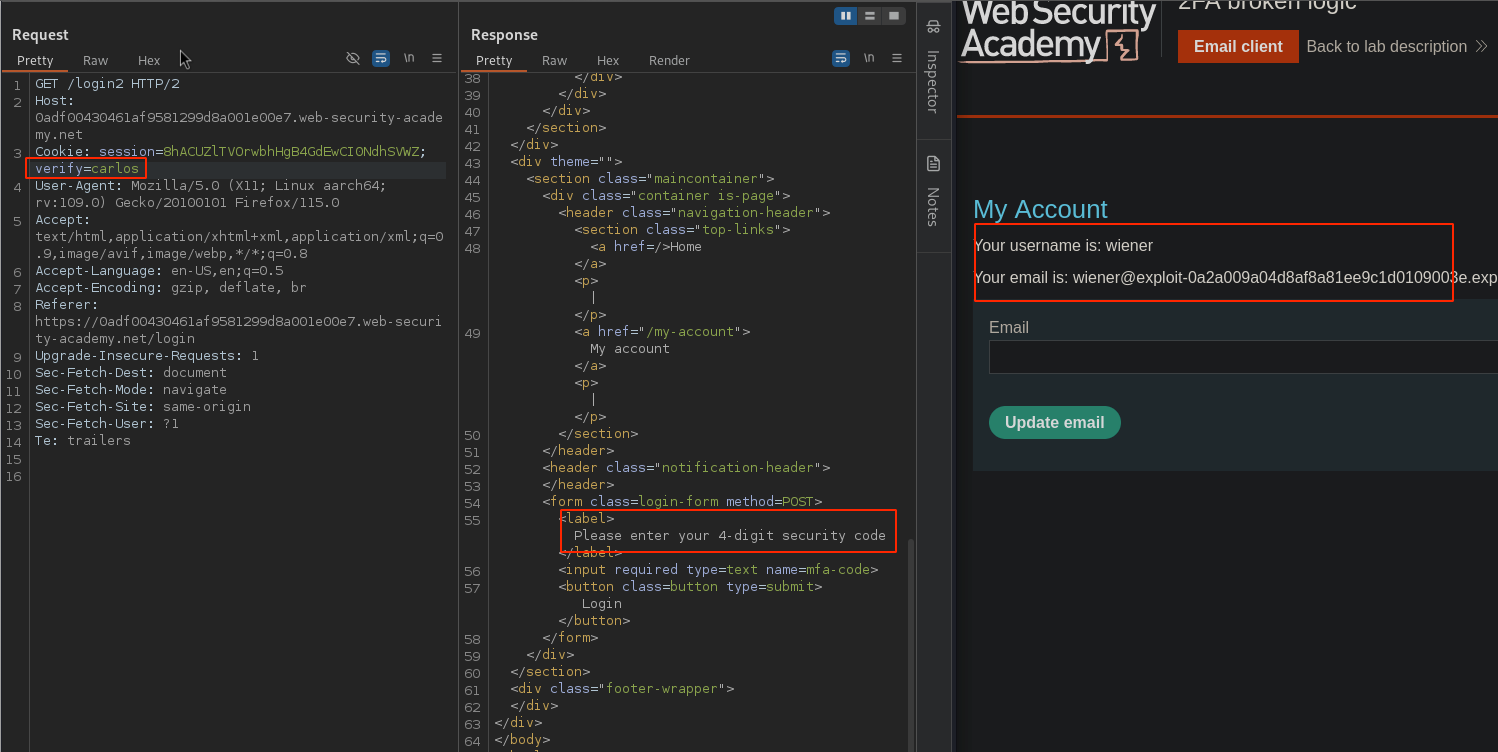 Request
Pretty Raw Hex
\n
1 GET /login2 HTTP/2
2 Host:
0adf00430461af9581299d8a001e00e7.web-security-acade
my.net
3 Cookie: session=8hACUZlTVOrwbhHgB4GdEwCI0NdhSVWZ;
verify=carlos
4 User-Agent: Mozilla/5.0 (X11; Linux aarch64;
rv:109.0) Gecko/20100101 Firefox/115.0
5 Accept:
text/html,application/xhtml+xml,application/xml;q=0
.9,image/avif,image/webp,*/*;q=0.8
6 Accept-Language: en-US,en;q=0.5
7 Accept-Encoding: gzip, deflate, br
8 Referer:
https://0adf00430461af9581299d8a001e00e7.web-securi
ty-academy.net/login
9 Upgrade-Insecure-Requests: 1
10 Sec-Fetch-Dest: document
11 Sec-Fetch-Mode: navigate
12 Sec-Fetch-Site: same-origin
13 Sec-Fetch-User: ?1
14 Te: trailers
15
16
Response
Pretty Raw Hex Render
\n
38 </div>
39 </div>
40 </div>
41 </section>
42 </div>
43 <div theme="">
44 <section class="maincontainer">
45 <div class="container is-page">
46 <header class="navigation-header">
47 <section class="top-links">
48 <a href=/>Home
</a>
<p>
|
</p>
49 <a href="/my-account">
My account
</a>
<p>
|
</p>
50 </section>
51 </header>
52 <header class="notification-header">
53 </header>
54 <form class=login-form method=POST>
55 <label>
Please enter your 4-digit security code
</label>
56 <input required type=text name=mfa-code>
57 <button class=button type=submit>
Login
</button>
58 </form>
59 </div>
60 </section>
61 <div class="footer-wrapper">
62 </div>
63 </div>
64 </body>
Inspector
Notes
Web Security
Academy
2FA broken logic
Email client
Back to lab description
My Account
Your username is: wiener
Your email is: wiener@exploit-0a2a009a04d8af8a81ee9c1d0109003e.exp
Email
Update email